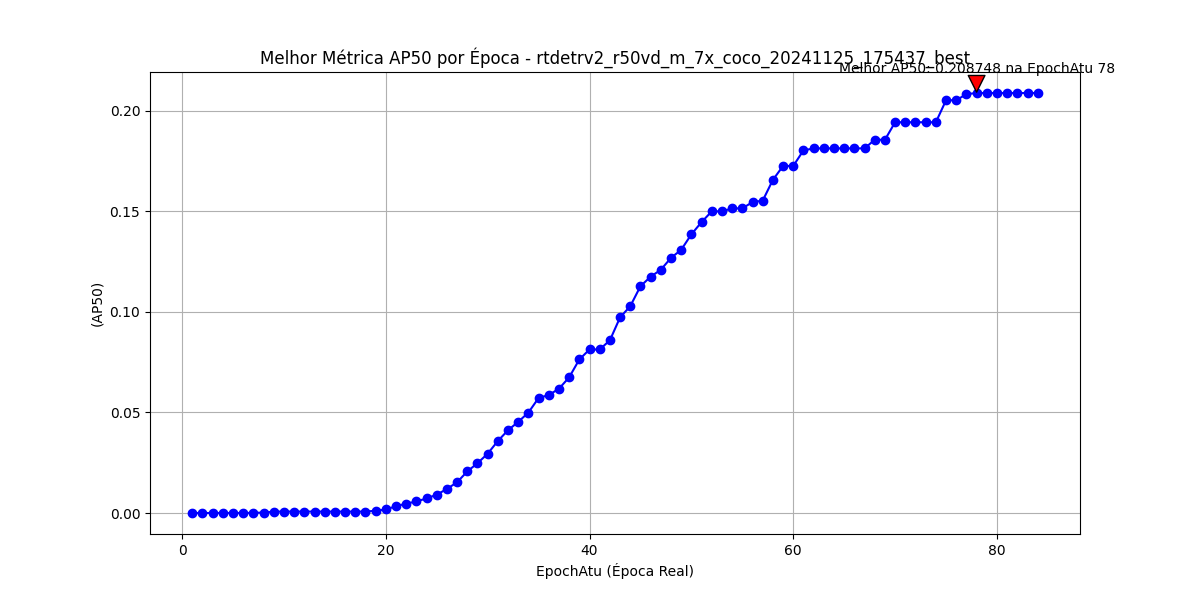 Melhor Métrica AP50 por Época - rtdetrv2_r50vd_m_7x_coco_20241125_175437_best
Melhor AP50: 0.208748 na EpochAtu 78
0.20
0.15
0.10
0.05
0.00
(AP50)
0 20 40 60 80
EpochAtu (Época Real)